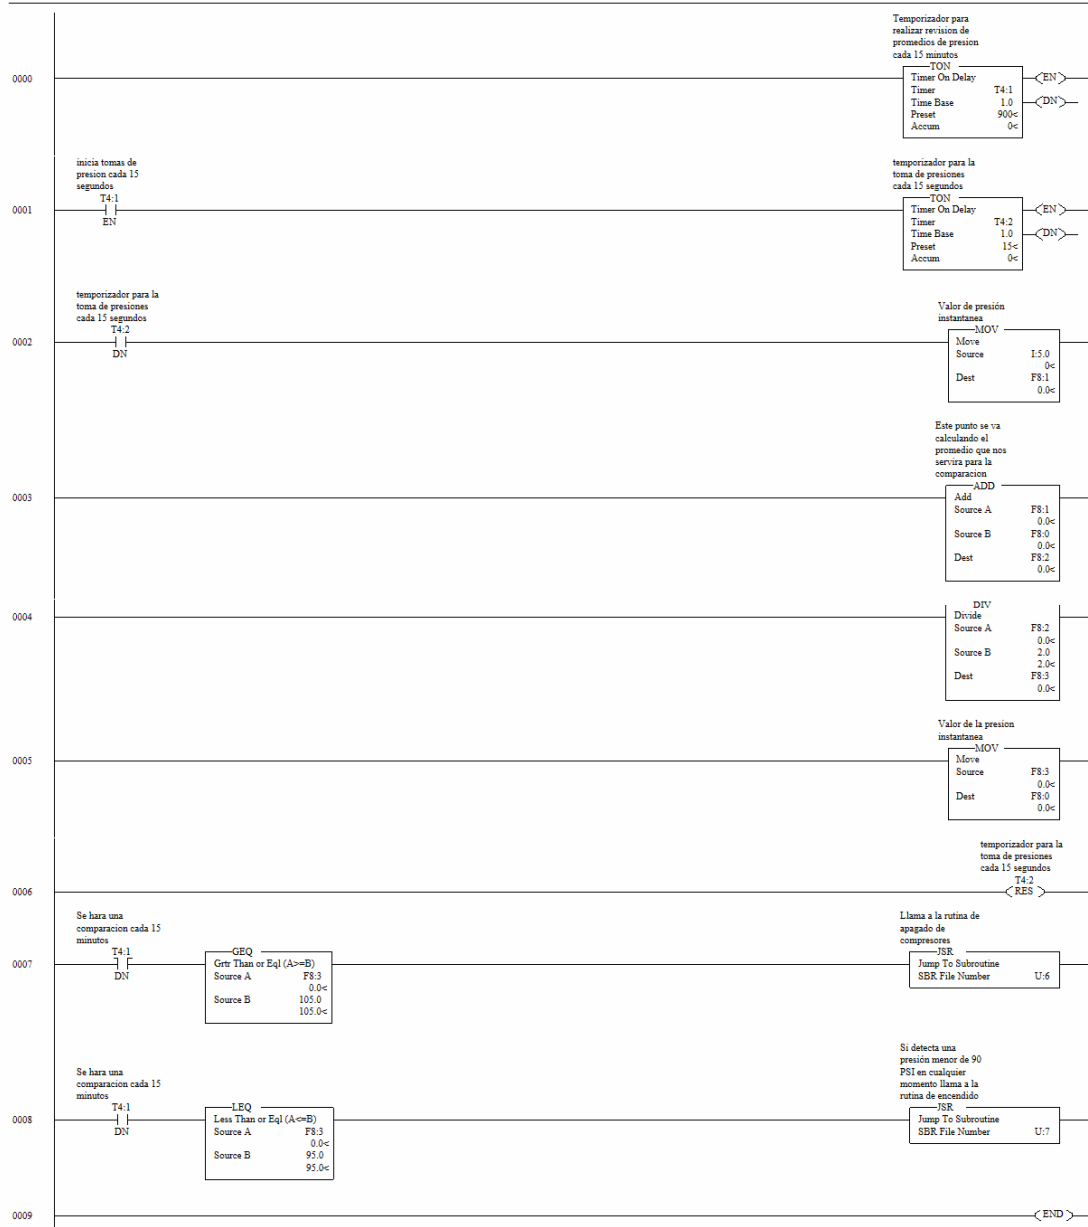 Temporizador para
realizar revision de
promedios de presion
cada 15 minutos
TON
0000
Timer On Delay
EN
Timer T4:1
Time Base 1.0
DN
Preset 900<
Accum 0<
inicia tomas de
presion cada 15
segundos
T4:1
0001
EN
temporizador para la
toma de presiones
cada 15 segundos
TON
Timer On Delay
EN
Timer T4:2
Time Base 1.0
DN
Preset 15<
Accum 0<
temporizador para la
toma de presiones
cada 15 segundos
T4:2
0002
DN
Valor de presión
instantanea
MOV
Move
Source I:5.0
0<
Dest F8:1
0.0<
Este punto se va
calculando el
promedio que nos
servira para la
comparacion
ADD
0003
Add
Source A F8:1
0.0<
Source B F8:0
0.0<
Dest F8:2
0.0<
DIV
0004
Divide
Source A F8:2
0.0<
Source B 2.0
2.0<
Dest F8:3
0.0<
Valor de la presion
instantanea
MOV
0005
Move
Source F8:3
0.0<
Dest F8:0
0.0<
temporizador para la
toma de presiones
cada 15 segundos
T4:2
0006
RES
Se hara una
comparacion cada 15
minutos
T4:1
0007
DN
GEQ
Grtr Than or Eql (A>=B)
Source A F8:3
0.0<
Source B 105.0
105.0<
Llama a la rutina de
apagado de
compresores
JSR
Jump To Subroutine
SBR File Number U:6
Se hara una
comparacion cada 15
minutos
T4:1
0008
DN
LEQ
Less Than or Eql (A<=B)
Source A F8:3
0.0<
Source B 95.0
95.0<
Si detecta una
presión menor de 90
PSI en cualquier
momento llama a la
rutina de encendido
JSR
Jump To Subroutine
SBR File Number U:7
0009
END